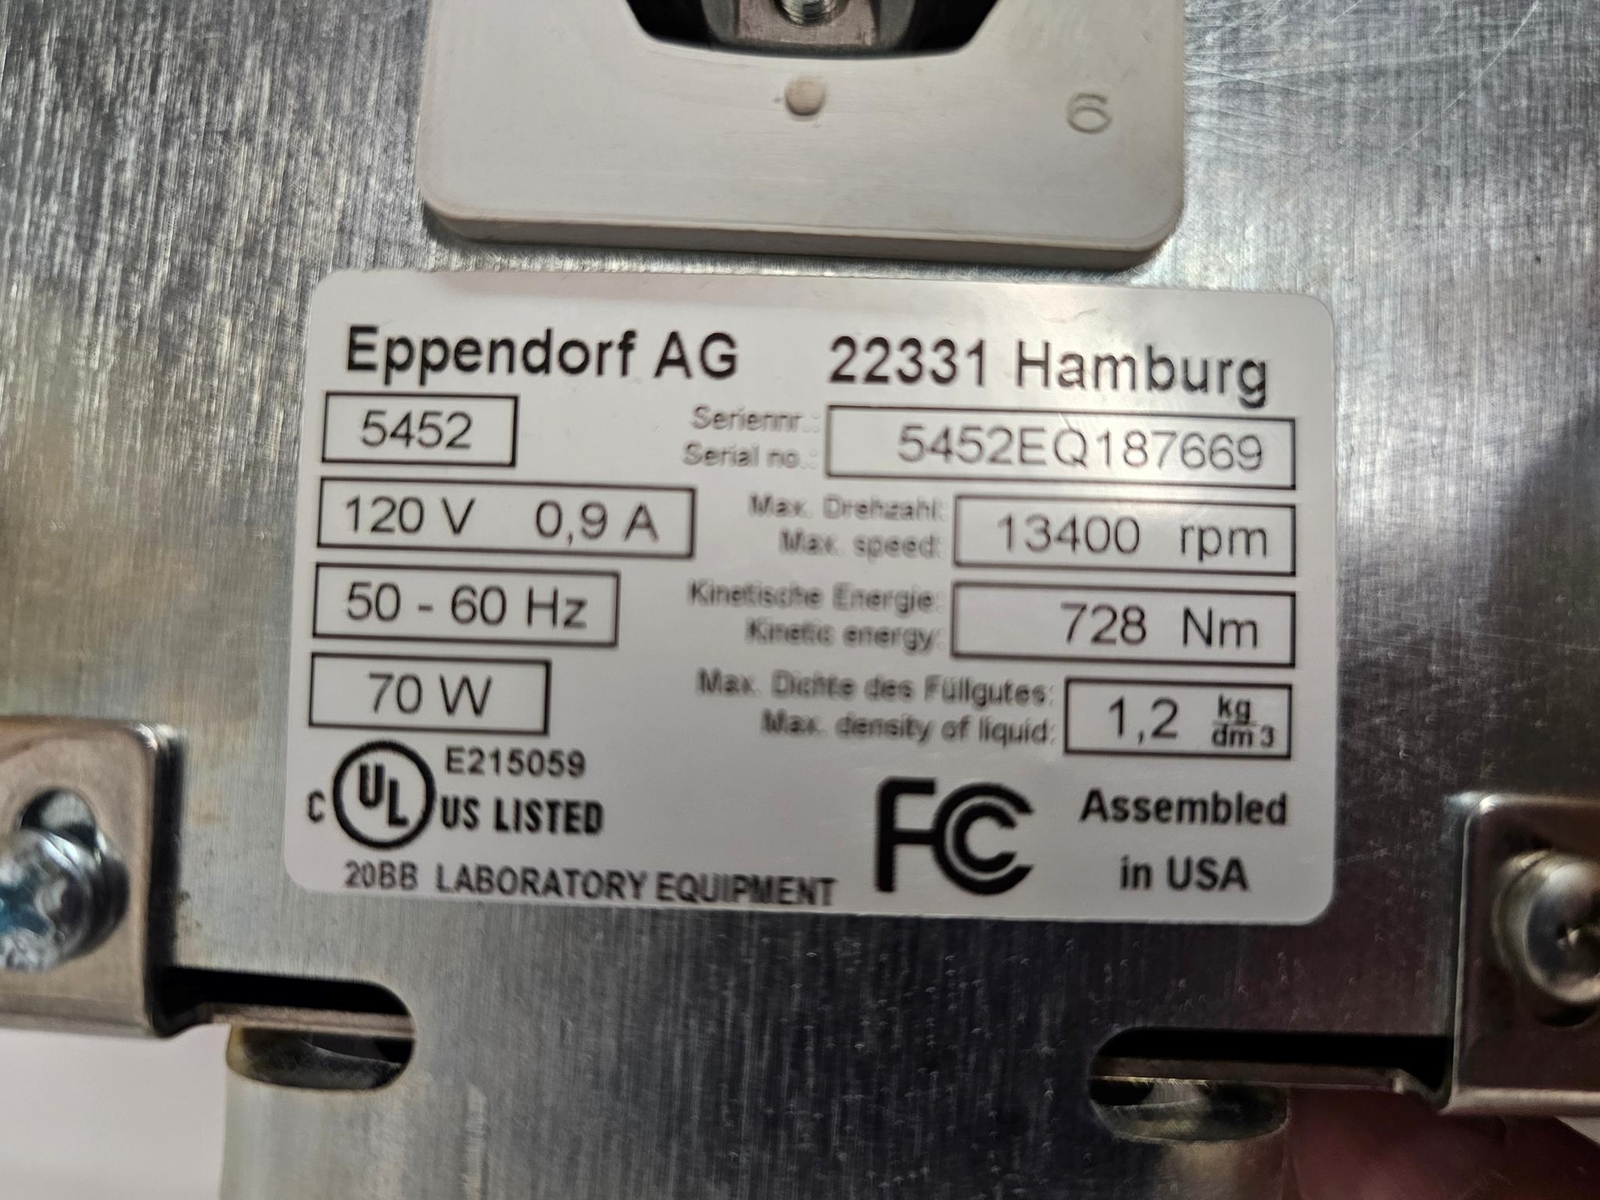 6
Eppendorf AG 22331 Hamburg
5452 Seriennr.: 5452EQ187669
Serial no.:
120 V 0,9 A Max. Drehzahl: 13400 rpm
Max. speed:
50 - 60 Hz Kinetische Energie: 728 Nm
Kinetic energy:
70 W Max. Dichte des Füllgutes: 1,2 kg/dm3
Max. density of liquid:
E215059
C UL US LISTED
20BB LABORATORY EQUIPMENT
FC Assembled
in USA